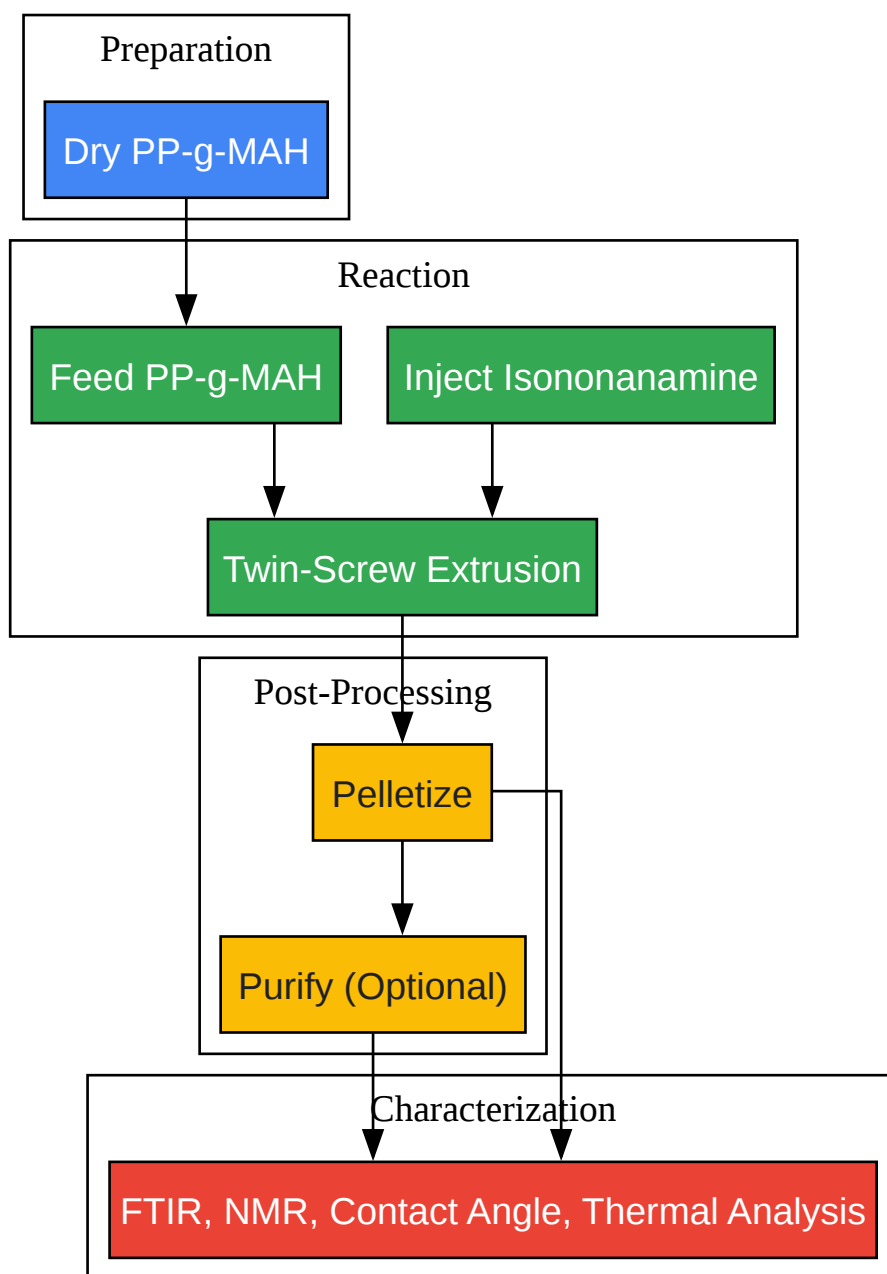 Preparation
Dry PP-g-MAH
Reaction
Feed PP-g-MAH
Inject Isononanamine
Twin-Screw Extrusion
Post-Processing
Pelletize
Purify (Optional)
Characterization
FTIR, NMR, Contact Angle, Thermal Analysis